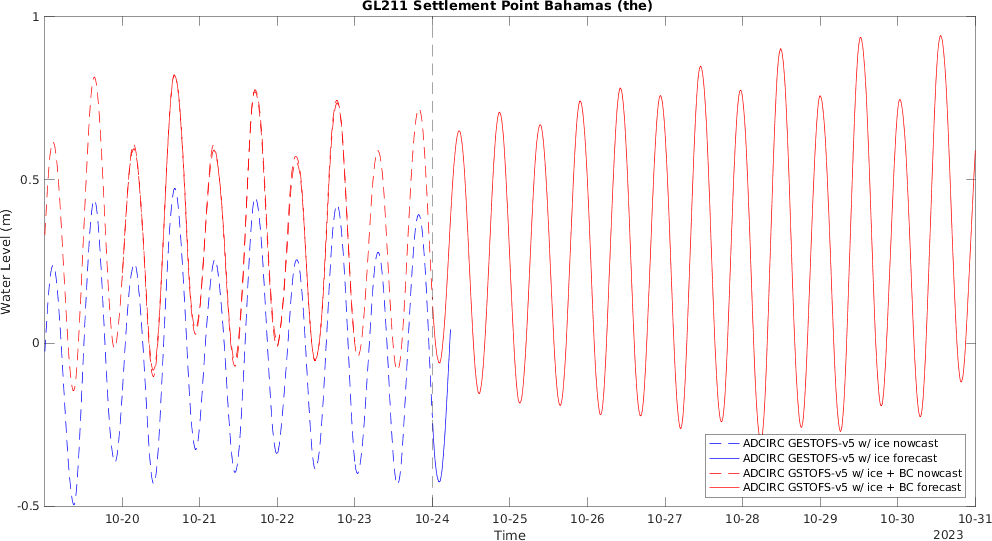 GL211 Settlement Point Bahamas (the)
1
0.5
0
-0.5
Water Level (m)
10-20 10-21 10-22 10-23 10-24 10-25 10-26 10-27 10-28 10-29 10-30 10-31
Time
2023
ADCIRC GESTOFS-v5 w/ ice nowcast
ADCIRC GESTOFS-v5 w/ ice forecast
ADCIRC GSTOFS-v5 w/ ice + BC nowcast
ADCIRC GSTOFS-v5 w/ ice + BC forecast